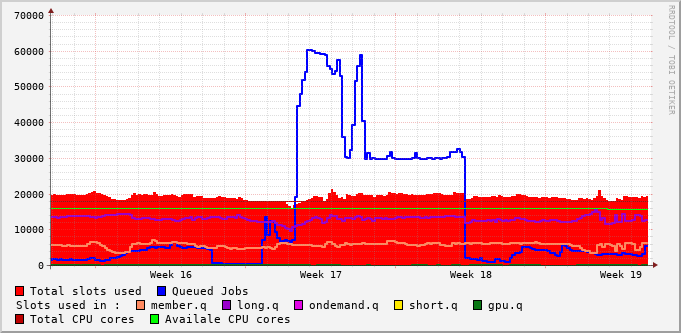 70000
60000
50000
40000
30000
20000
10000
0
Week 16 Week 17 Week 18 Week 19
RRDTOOL / TOBI OETIKER
Total slots used Queued Jobs
Slots used in : member.q long.q ondemand.q short.q gpu.q
Total CPU cores Availale CPU cores